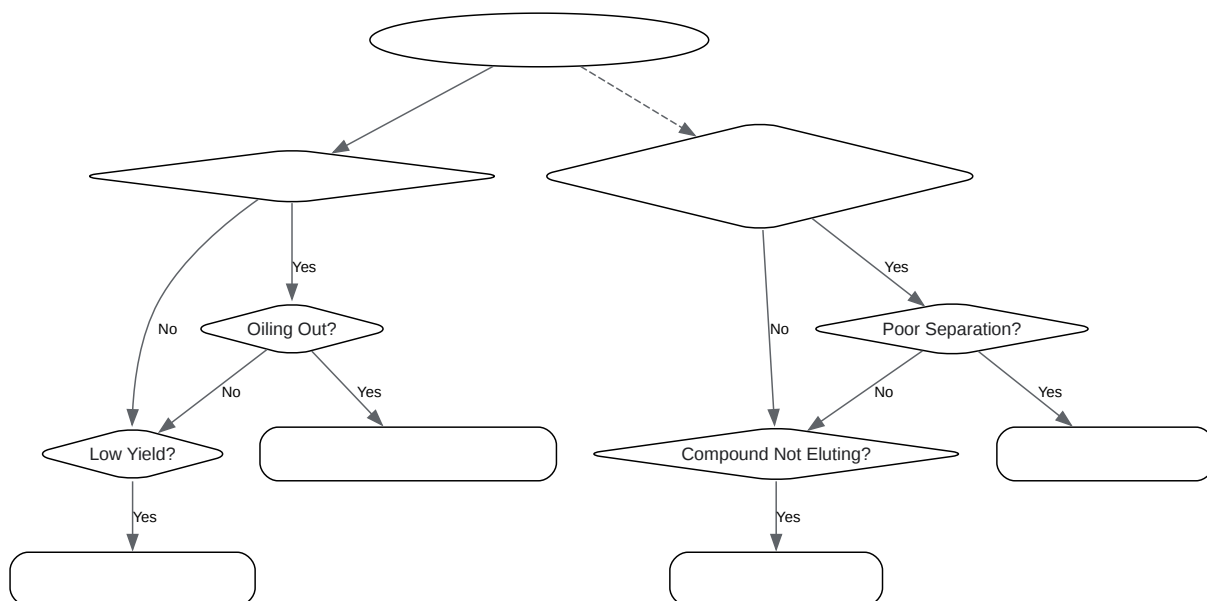 Yes
Yes
No
No
Oiling Out?
Poor Separation?
No
Yes
No
Yes
Low Yield?
Compound Not Eluting?
Yes
Yes